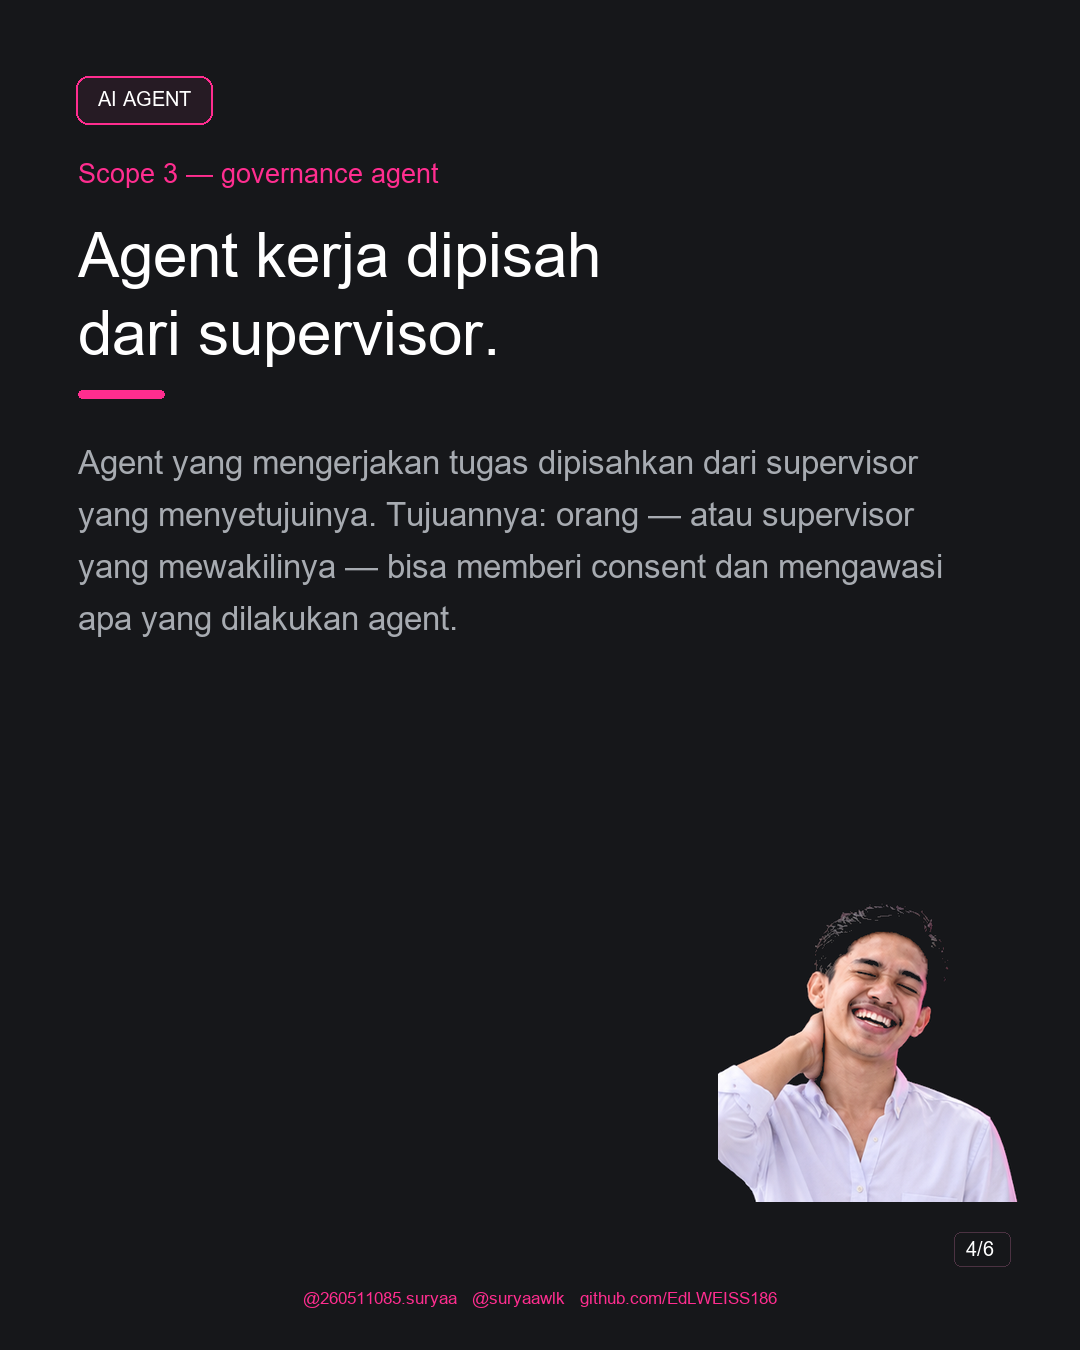 AI AGENT
Scope 3 — governance agent
Agent kerja dipisah
dari supervisor.
Agent yang mengerjakan tugas dipisahkan dari supervisor
yang menyetujuinya. Tujuannya: orang — atau supervisor
yang mewakilinya — bisa memberi consent dan mengawasi
apa yang dilakukan agent.
4/6
@260511085.suryaa @suryaawlk github.com/EdLWEISS186